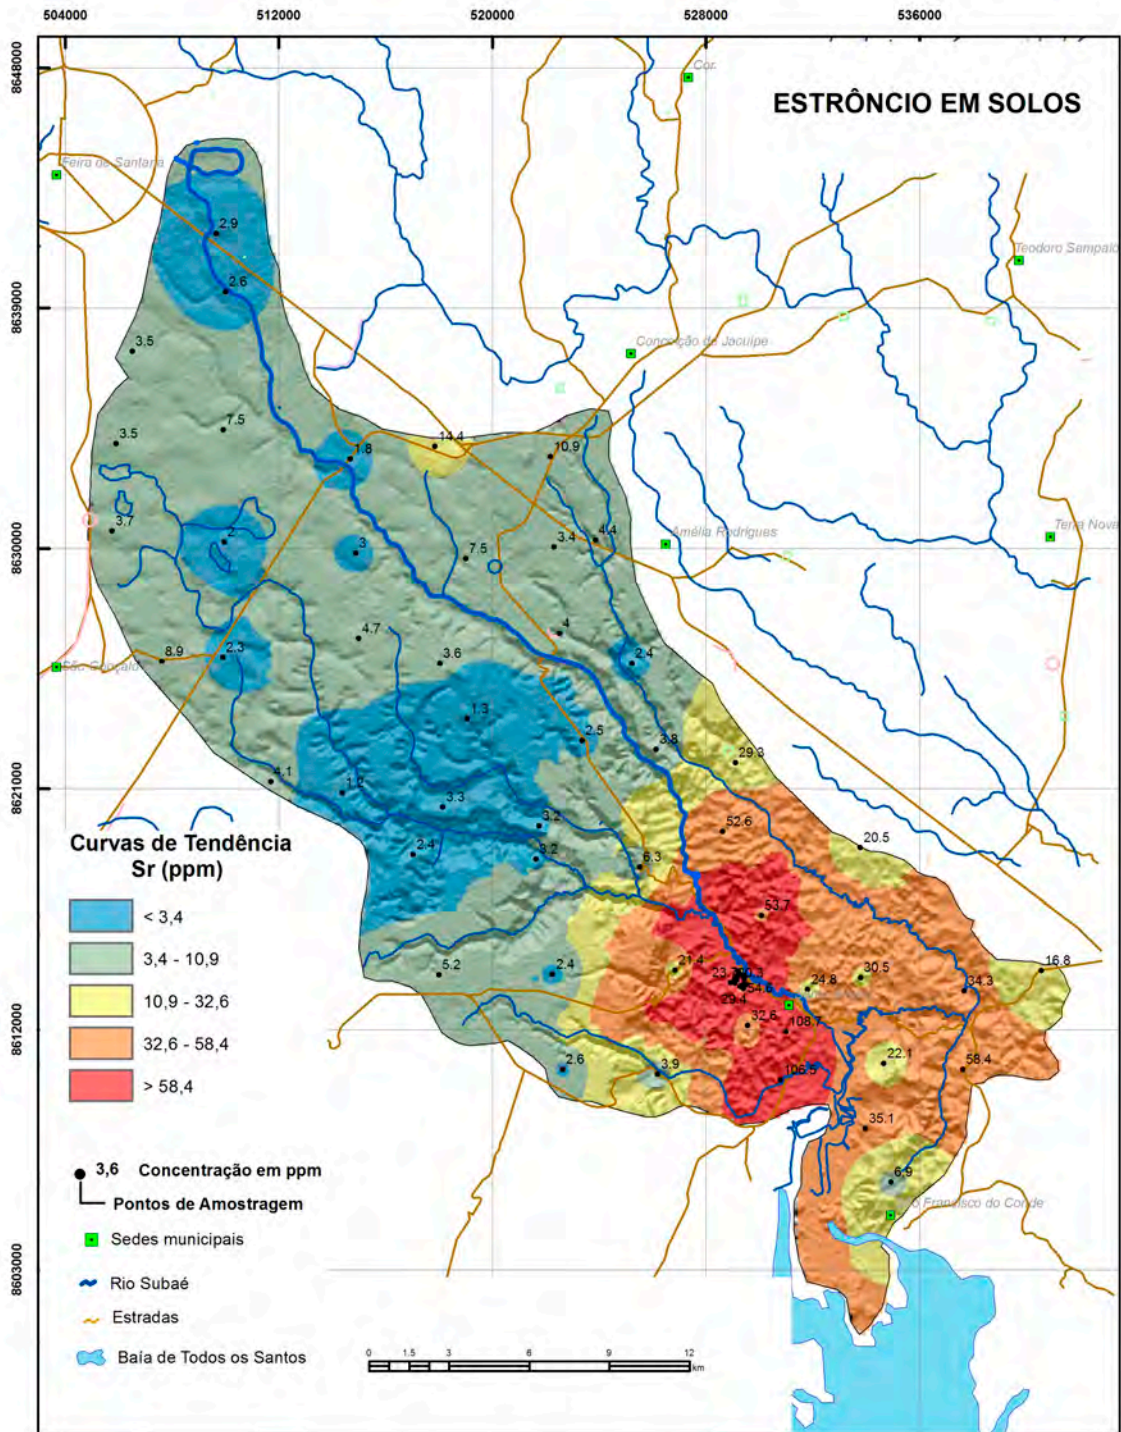 504000 512000 520000 528000 536000
8648000
8639000
8630000
8621000
8612000
8603000
ESTRÔNCIO EM SOLOS
Cor.
Feira de Santana
Teodoro Sampaio
Conceição de Jacuípe
Amélia Rodrigues
Terra Nova
São Gonçalo
Francisco do Conde
2.9
2.6
3.5
7.5
3.5
1.8
14.4
10.9
3.7
2
3
7.5
3.4
4.4
4.7
4
8.9
2.3
3.6
2.4
1.3
2.5
3.8
29.3
4.1
1.2
3.3
3.2
52.6
20.5
2.4
3.2
6.3
53.7
5.2
2.4
21.4
54.6
29.4
24.8
30.5
34.3
16.8
32.6
108.7
2.6
3.9
106.5
22.1
58.4
35.1
6.9
Curvas de Tendência
Sr (ppm)
< 3,4
3,4 - 10,9
10,9 - 32,6
32,6 - 58,4
> 58,4
3,6 Concentração em ppm
Pontos de Amostragem
Sedes municipais
Rio Subaé
Estradas
Baía de Todos os Santos
0 1.5 3 6 9 12
km